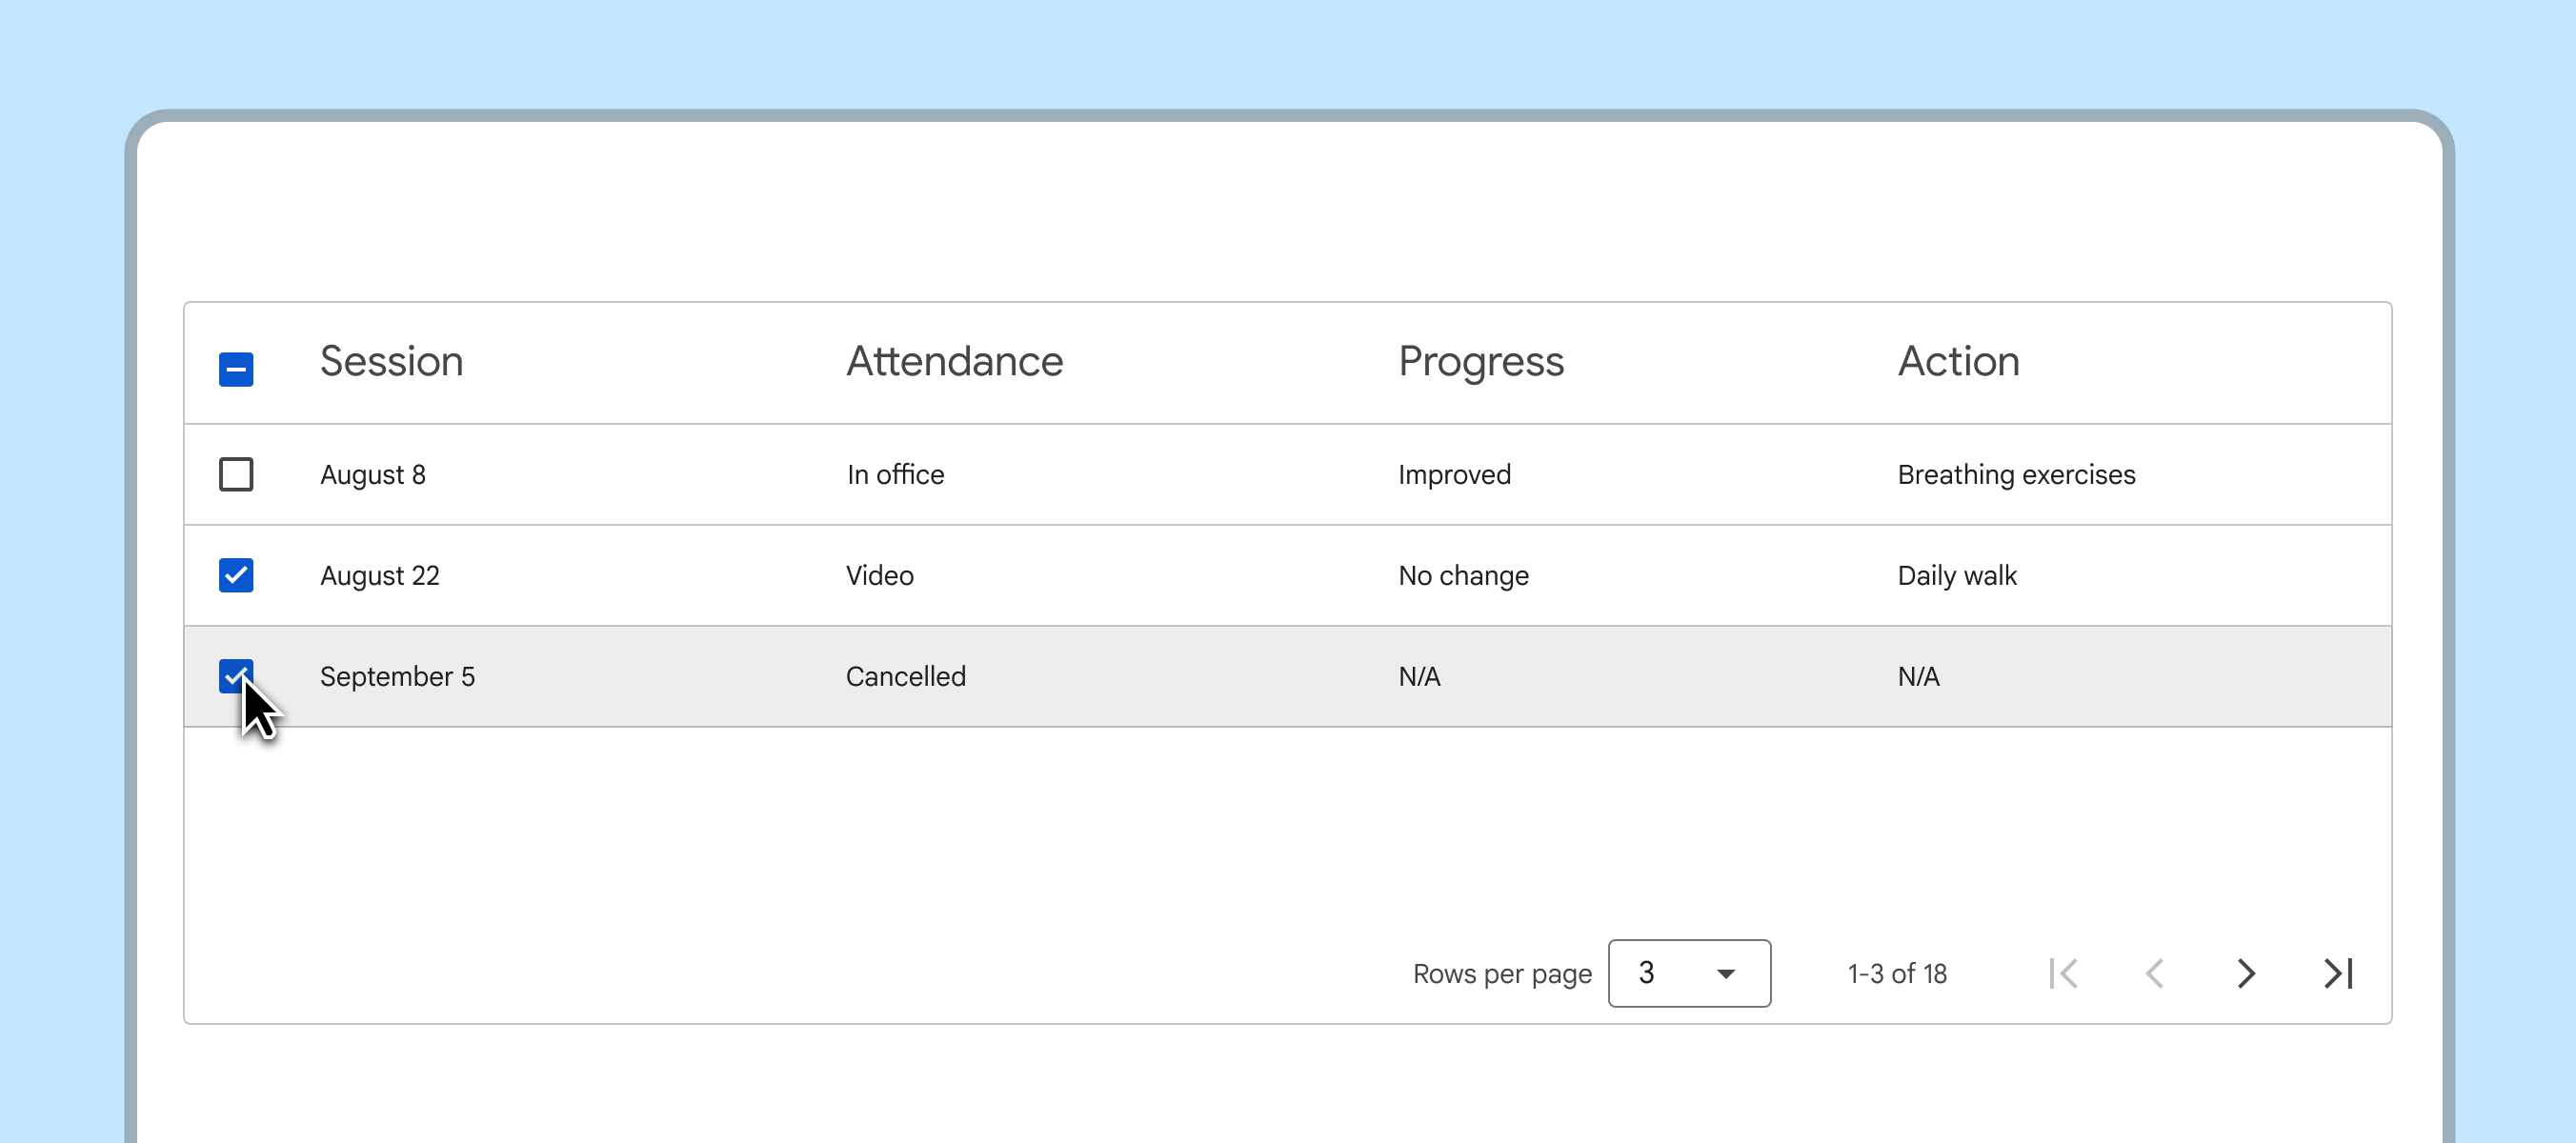 Session Attendance Progress Action
August 8 In office Improved Breathing exercises
August 22 Video No change Daily walk
September 5 Cancelled N/A N/A
Rows per page 3 1-3 of 18